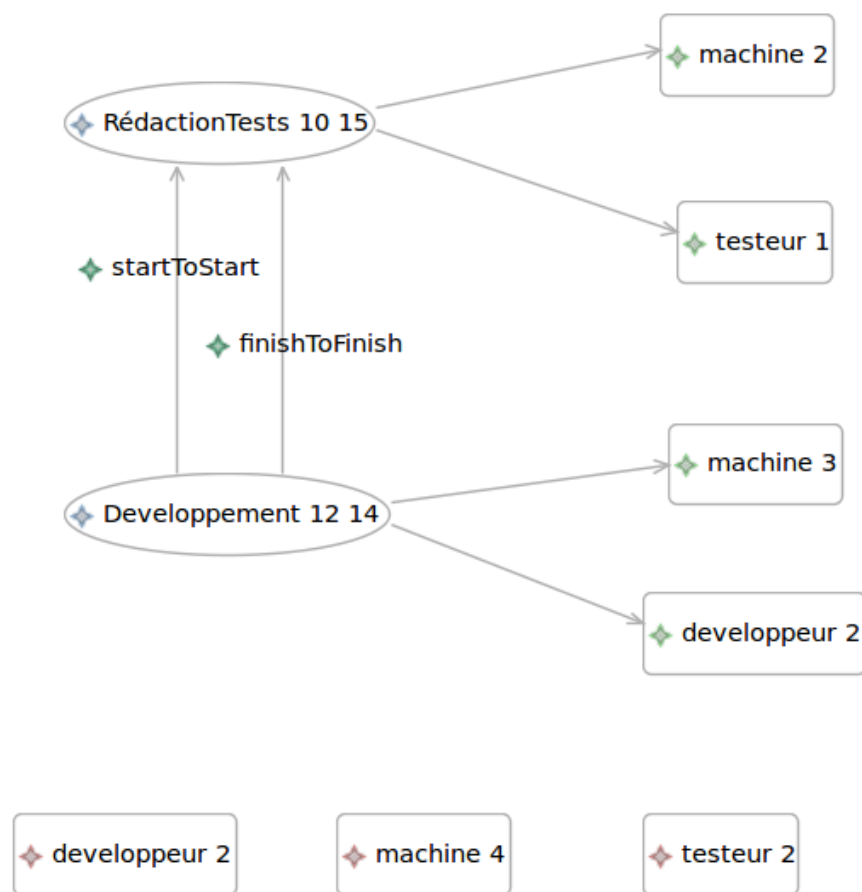 machine 2
RédactionTests 10 15
testeur 1
startToStart
finishToFinish
machine 3
Developpement 12 14
developpeur 2
developpeur 2
machine 4
testeur 2